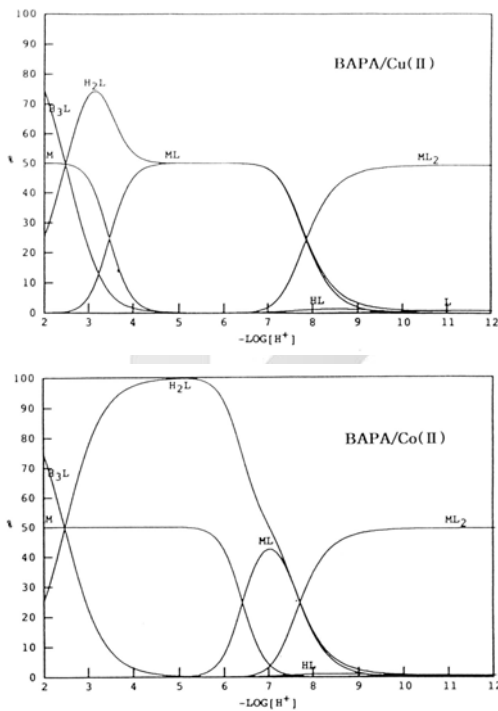 100
BAPA/Cu(II)
90
80
H₂L
H₃L
70
60
M
ML
ML₂
%
50
40
30
20
10
HL
L
0
2 3 4 5 6 7 8 9 10 11 12
-LOG[H⁺]
100
H₂L
90
BAPA/Co(II)
80
H₃L
70
60
M
ML₂
%
50
ML
40
30
20
10
HL
0
2 3 4 5 6 7 8 9 10 11 12
-LOG[H⁺]